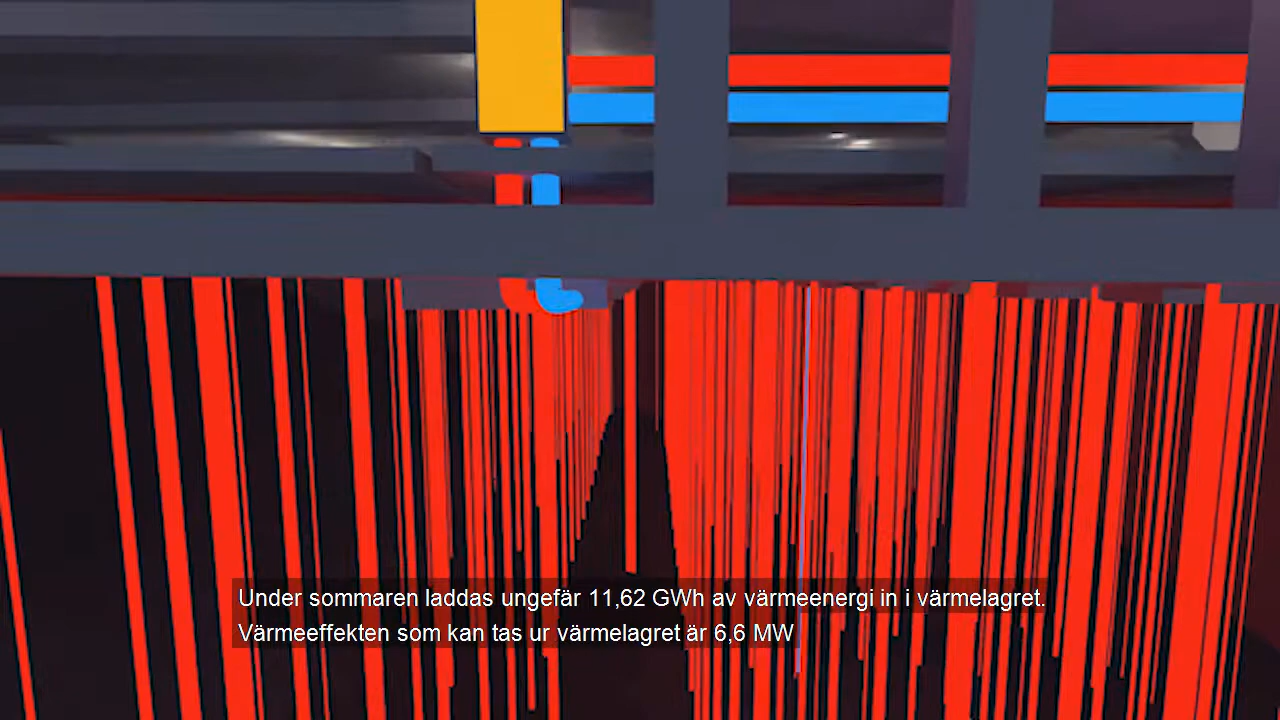 Under sommaren laddas ungefär 11,62 GWh av värmeenergi in i värmelagret.
Värmeeffekten som kan tas ur värmelagret är 6,6 MW